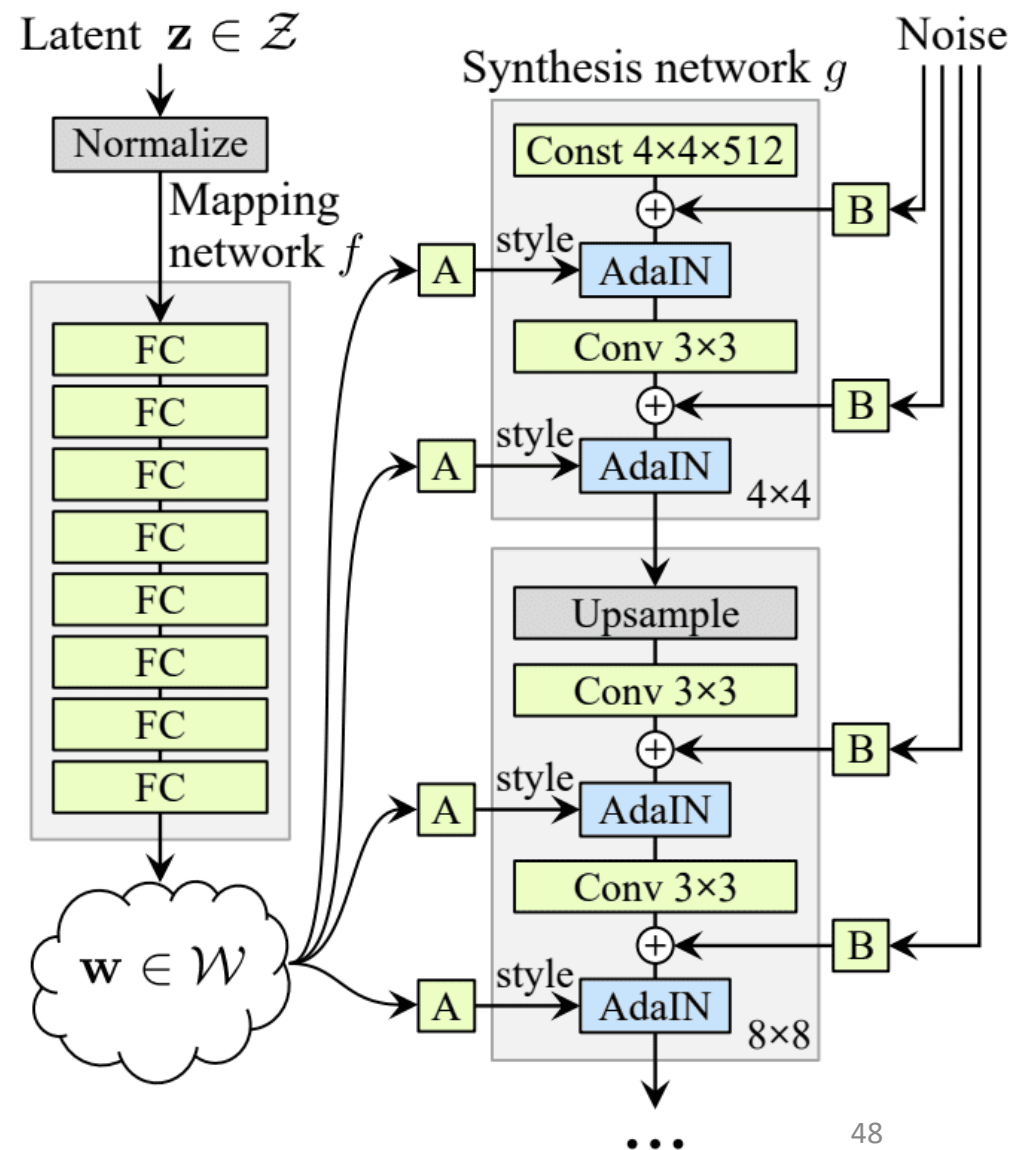 Latent z ∈ 𝒵
Normalize
Mapping
network f
FC
FC
FC
FC
FC
FC
FC
FC
w ∈ 𝒲
A
A
A
A
Synthesis network g
Const 4×4×512
+
style
AdaIN
Conv 3×3
+
style
AdaIN
4×4
Upsample
Conv 3×3
+
style
AdaIN
Conv 3×3
+
style
AdaIN
8×8
...
Noise
B
B
B
B
48